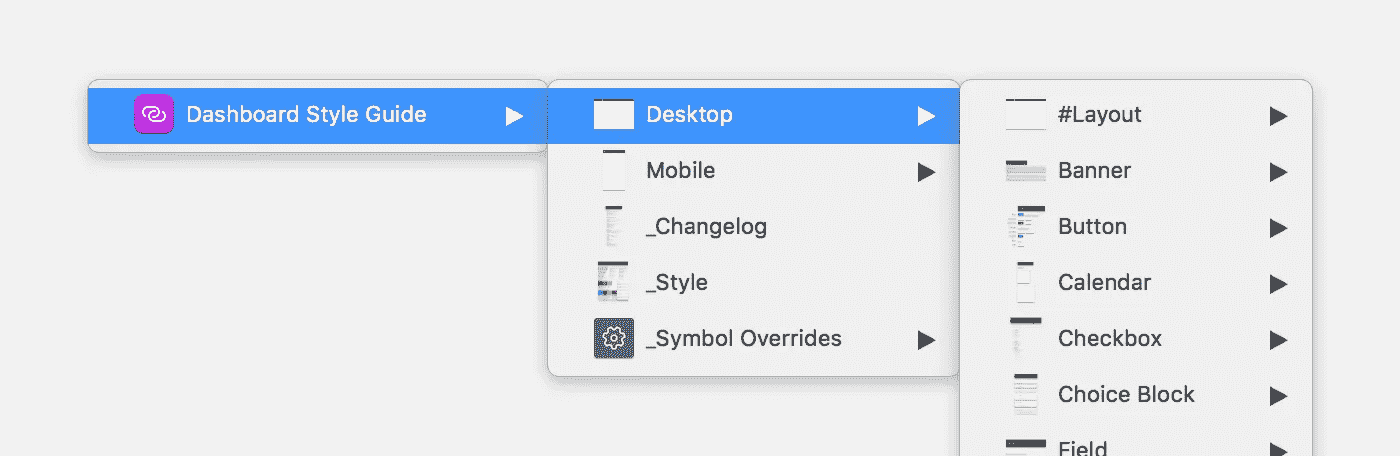 Dashboard Style Guide
Desktop
Mobile
_Changelog
_Style
_Symbol Overrides
#Layout
Banner
Button
Calendar
Checkbox
Choice Block
Field